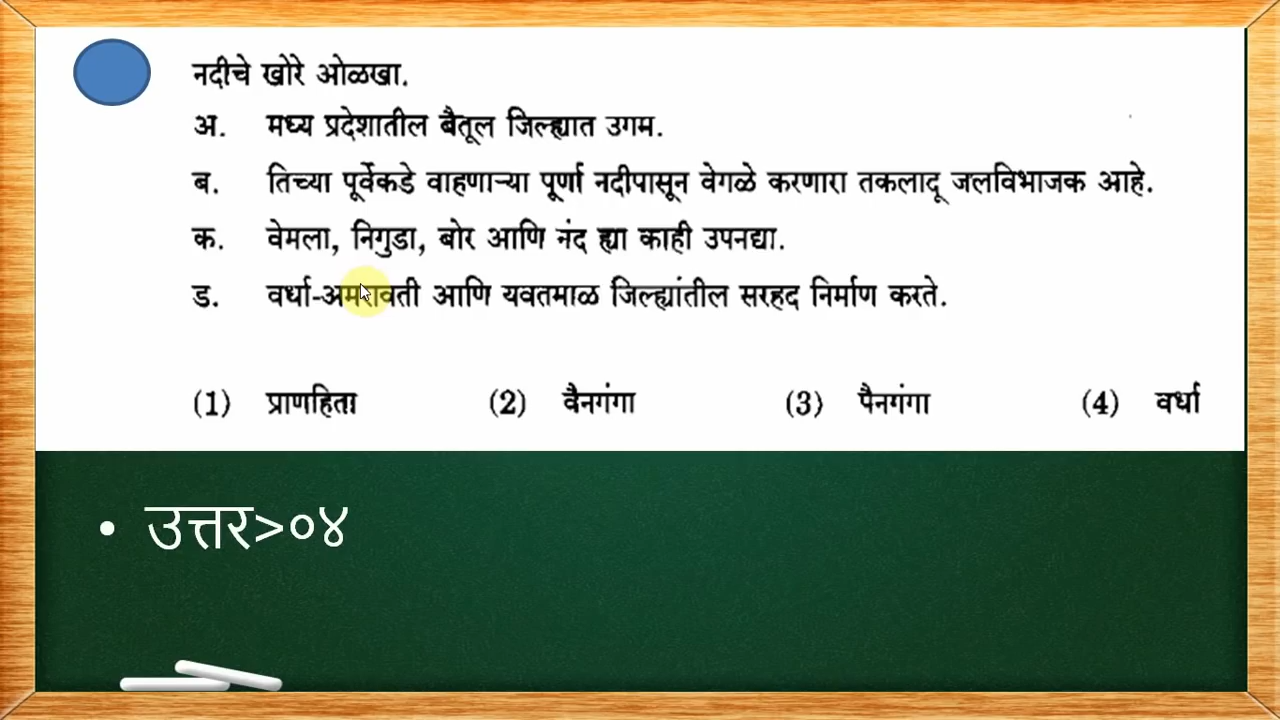 नदीचे खोरे ओळखा.
अ. मध्य प्रदेशातील बैतूल जिल्ह्यात उगम.
ब. तिच्या पूर्वेकडे वाहणाऱ्या पूर्णा नदीपासून वेगळे करणारा तकलादू जलविभाजक आहे.
क. वेमला, निगुडा, बोर आणि नंद ह्या काही उपनद्या.
ड. वर्धा-अमरावती आणि यवतमाळ जिल्ह्यांतील सरहद निर्माण करते.
(1) प्राणहिता (2) वैनगंगा (3) पैनगंगा (4) वर्धा
• उत्तर>०४